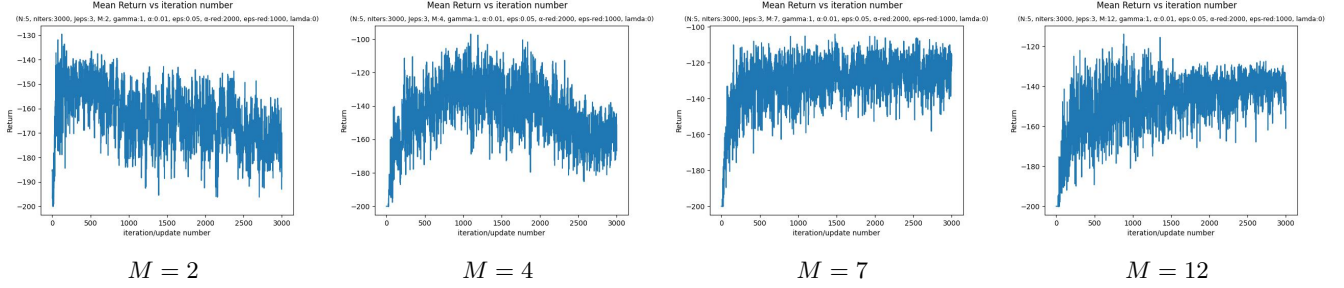 Mean Return vs iteration number
(N:5, niters:3000, Jeps:3, M:2, gamma:1, α:0.01, eps:0.05, α-red:2000, eps-red:1000, lamda:0)
Return
−130
−140
−150
−160
−170
−180
−190
−200
0 500 1000 1500 2000 2500 3000
iteration/update number
M = 2
Mean Return vs iteration number
(N:5, niters:3000, Jeps:3, M:4, gamma:1, α:0.01, eps:0.05, α-red:2000, eps-red:1000, lamda:0)
Return
−100
−120
−140
−160
−180
−200
0 500 1000 1500 2000 2500 3000
iteration/update number
M = 4
Mean Return vs iteration number
(N:5, niters:3000, Jeps:3, M:7, gamma:1, α:0.01, eps:0.05, α-red:2000, eps-red:1000, lamda:0)
Return
−100
−120
−140
−160
−180
−200
0 500 1000 1500 2000 2500 3000
iteration/update number
M = 7
Mean Return vs iteration number
(N:5, niters:3000, Jeps:3, M:12, gamma:1, α:0.01, eps:0.05, α-red:2000, eps-red:1000, lamda:0)
Return
−120
−140
−160
−180
−200
0 500 1000 1500 2000 2500 3000
iteration/update number
M = 12